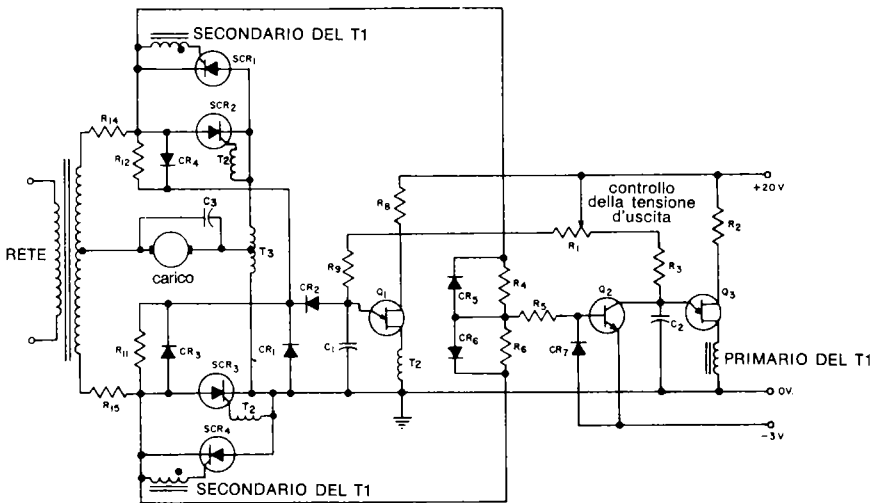 SECONDARIO DEL T1
SCR1
SCR2
R14
R12
CR4
T2
C3
RETE
carico
T3
R8
controllo
della tensione
d'uscita
+20 V
R1
R2
R9
R3
CR2
Q1
CR5
R4
R5
Q2
Q3
R11
CR3
SCR3
CR1
C1
T2
CR6
R6
CR7
C2
PRIMARIO DEL T1
R15
T2
0V.
SCR4
-3 V
SECONDARIO DEL T1